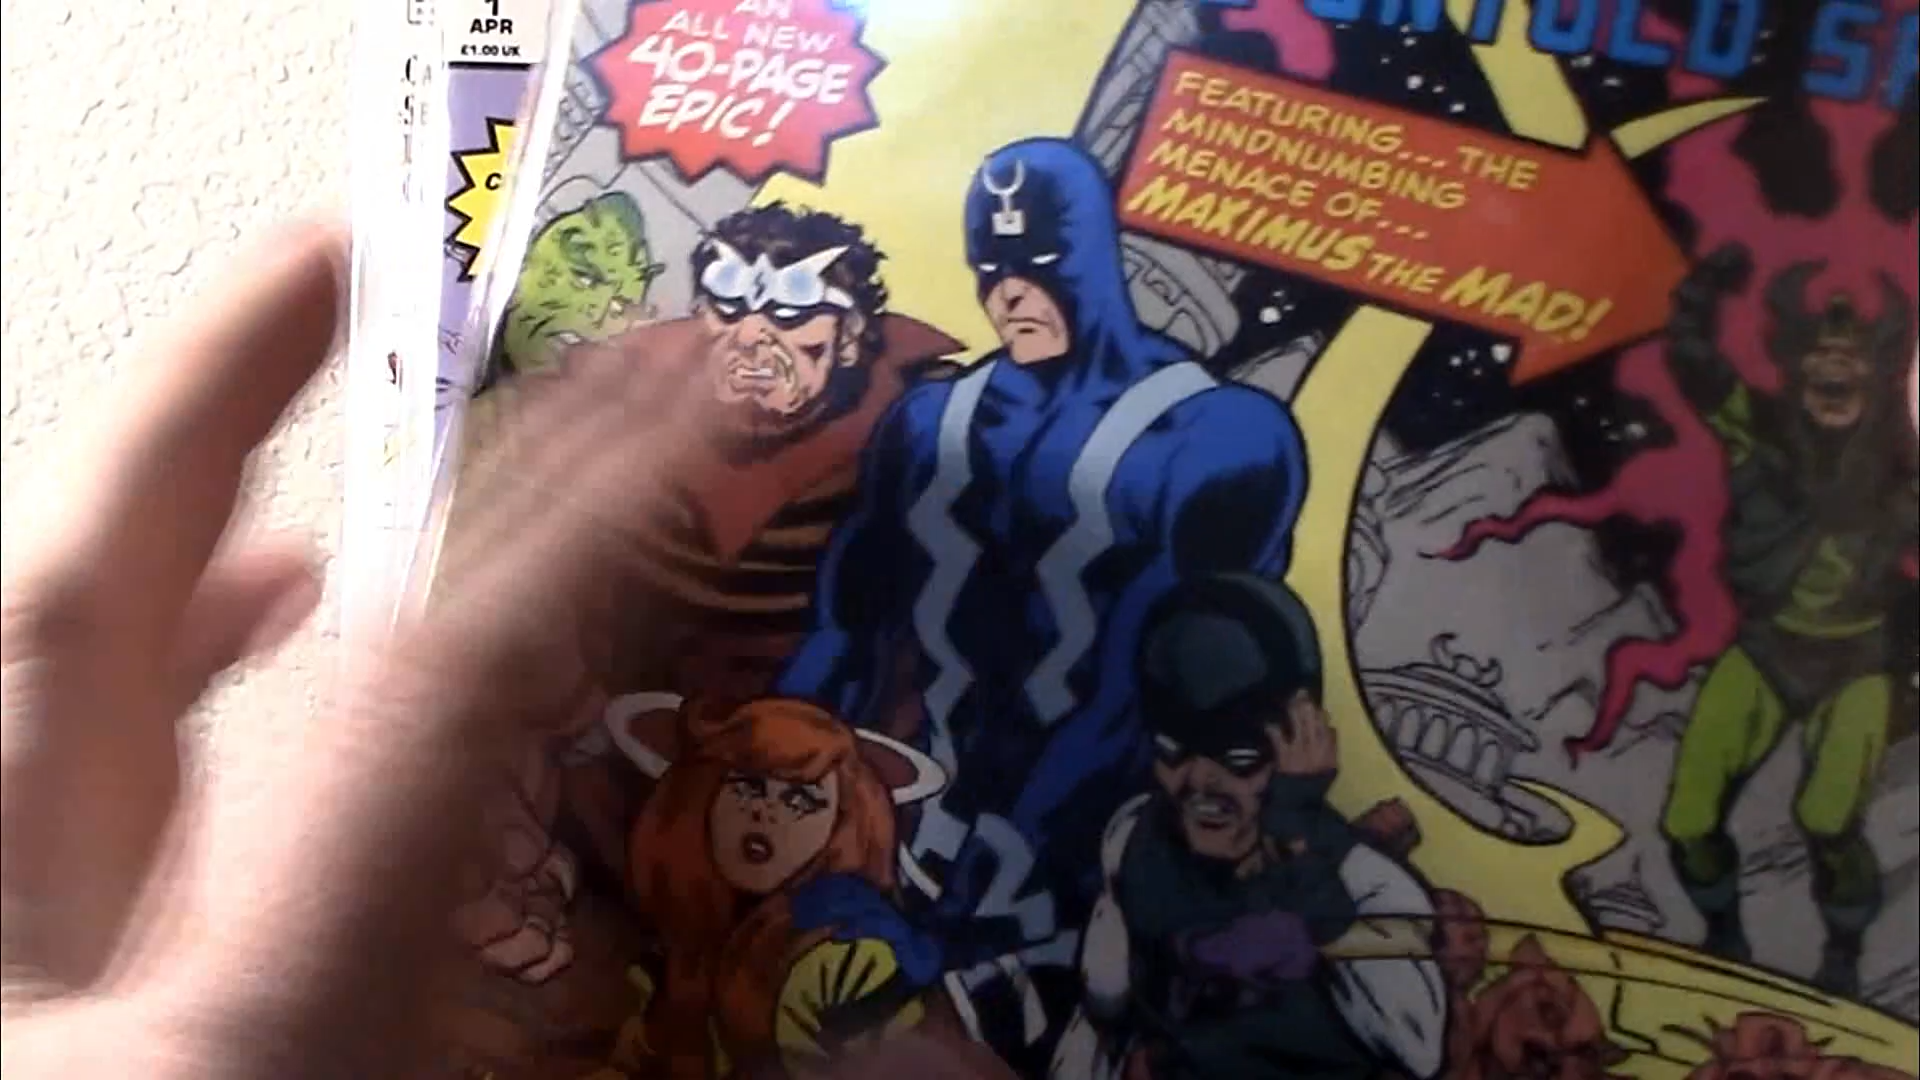 1
APR
£1.00 UK
AN
ALL NEW
40-PAGE
EPIC!
UNTOLD
FEATURING... THE
MINDNUMBING
MENACE OF...
MAXIMUS THE MAD!